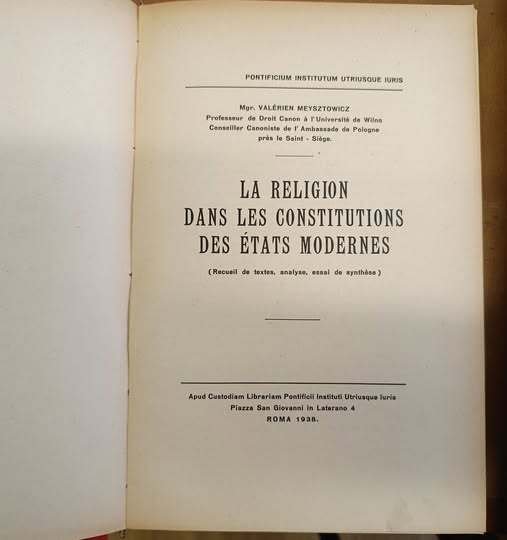 PONTIFICIUM INSTITUTUM UTRIUSQUE IURIS
Mgr. VALÉRIEN MEYSZTOWICZ
Professeur de Droit Canon à l'Université de Wilno
Conseiller Canoniste de l'Ambassade de Pologne
près le Saint - Siège.
LA RELIGION
DANS LES CONSTITUTIONS
DES ÉTATS MODERNES
(Recueil de textes, analyse, essai de synthèse)
Apud Custodiam Librariam Pontificii Instituti Utriusque Iuris
Piazza San Giovanni in Laterano 4
ROMA 1938.